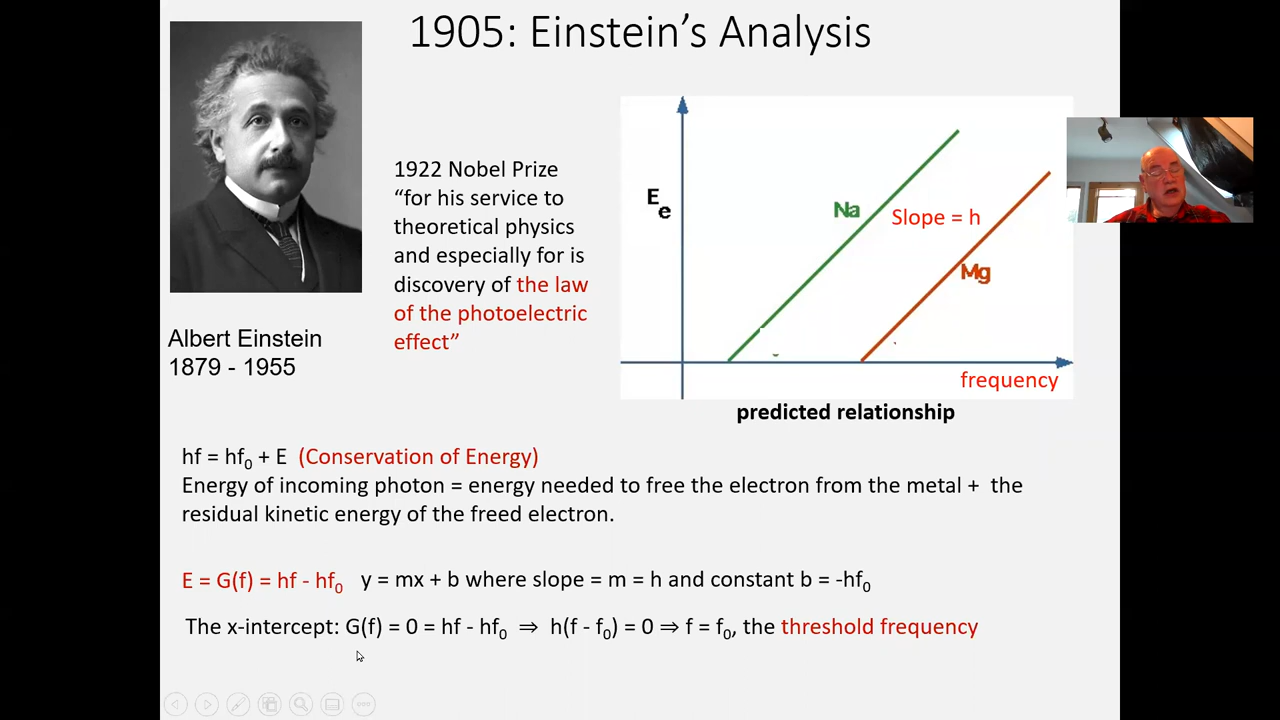 1905: Einstein’s Analysis
1922 Nobel Prize
“for his service to
theoretical physics
and especially for is
discovery of the law
of the photoelectric
effect”
Albert Einstein
1879 - 1955
Eₑ
Na
Slope = h
Mg
frequency
predicted relationship
hf = hf₀ + E (Conservation of Energy)
Energy of incoming photon = energy needed to free the electron from the metal + the
residual kinetic energy of the freed electron.
E = G(f) = hf - hf₀ y = mx + b where slope = m = h and constant b = -hf₀
The x-intercept: G(f) = 0 = hf - hf₀ ⇒ h(f - f₀) = 0 ⇒ f = f₀, the threshold frequency